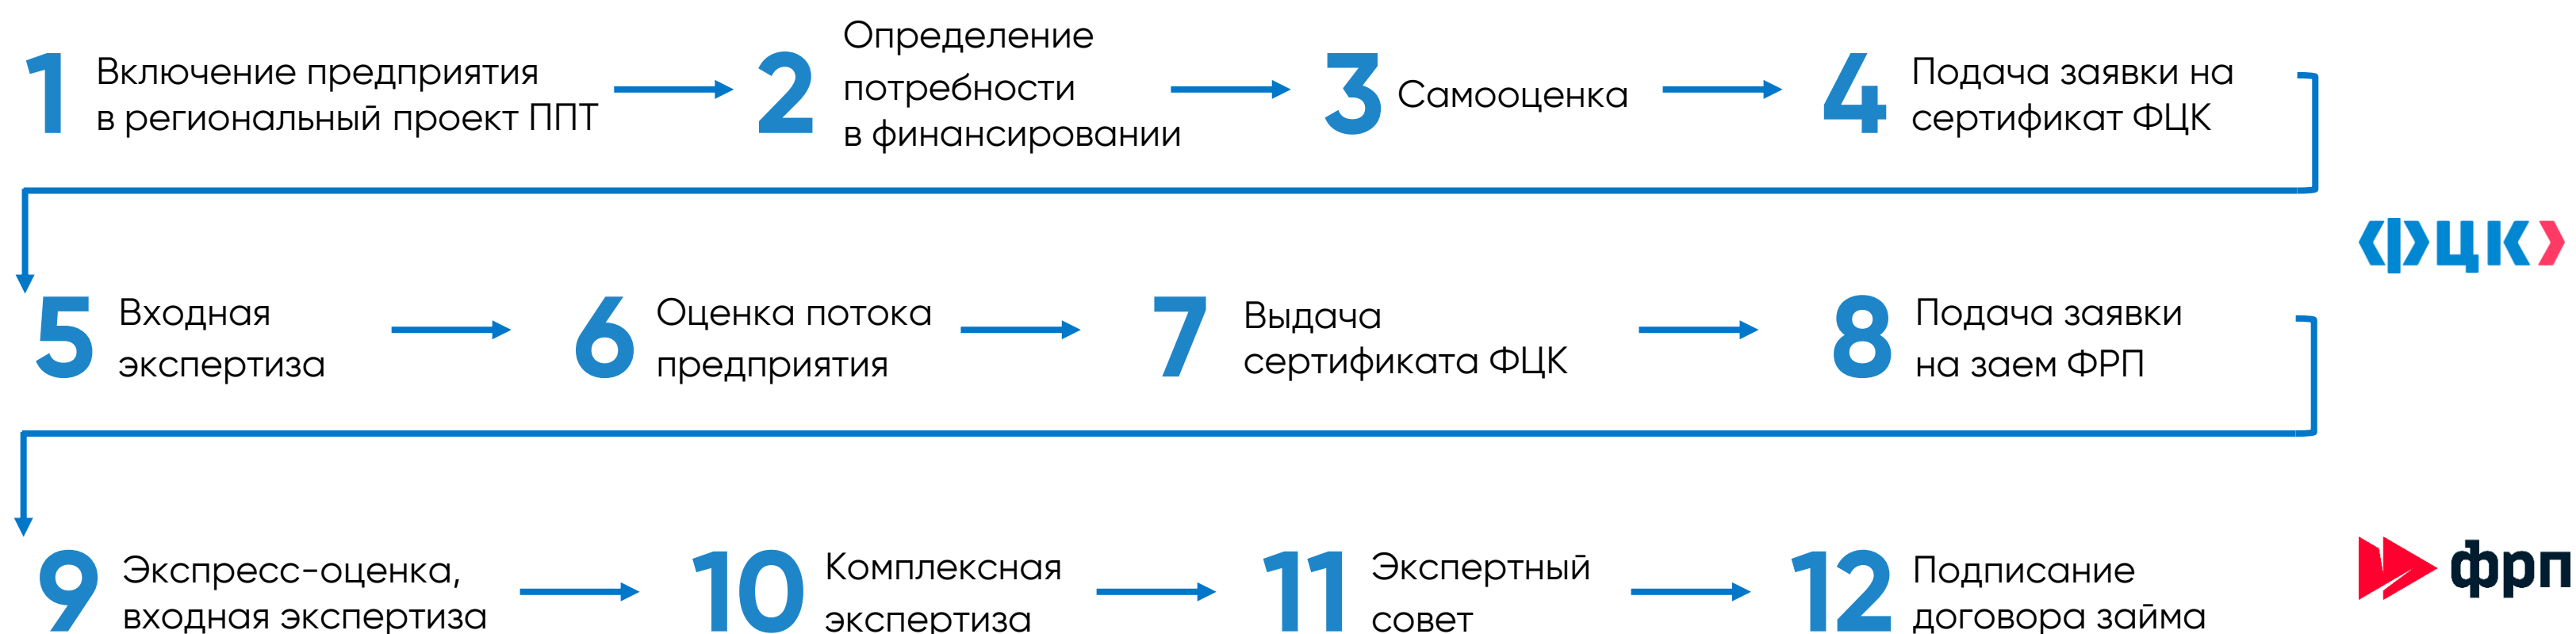 1
Включение предприятия
в региональный проект ППТ
2
Определение
потребности
в финансировании
3
Самооценка
4
Подача заявки на
сертификат ФЦК
фцк
5
Входная
экспертиза
6
Оценка потока
предприятия
7
Выдача
сертификата ФЦК
8
Подача заявки
на заем ФРП
9
Экспресс-оценка,
входная экспертиза
10
Комплексная
экспертиза
11
Экспертный
совет
12
Подписание
договора займа
фрп